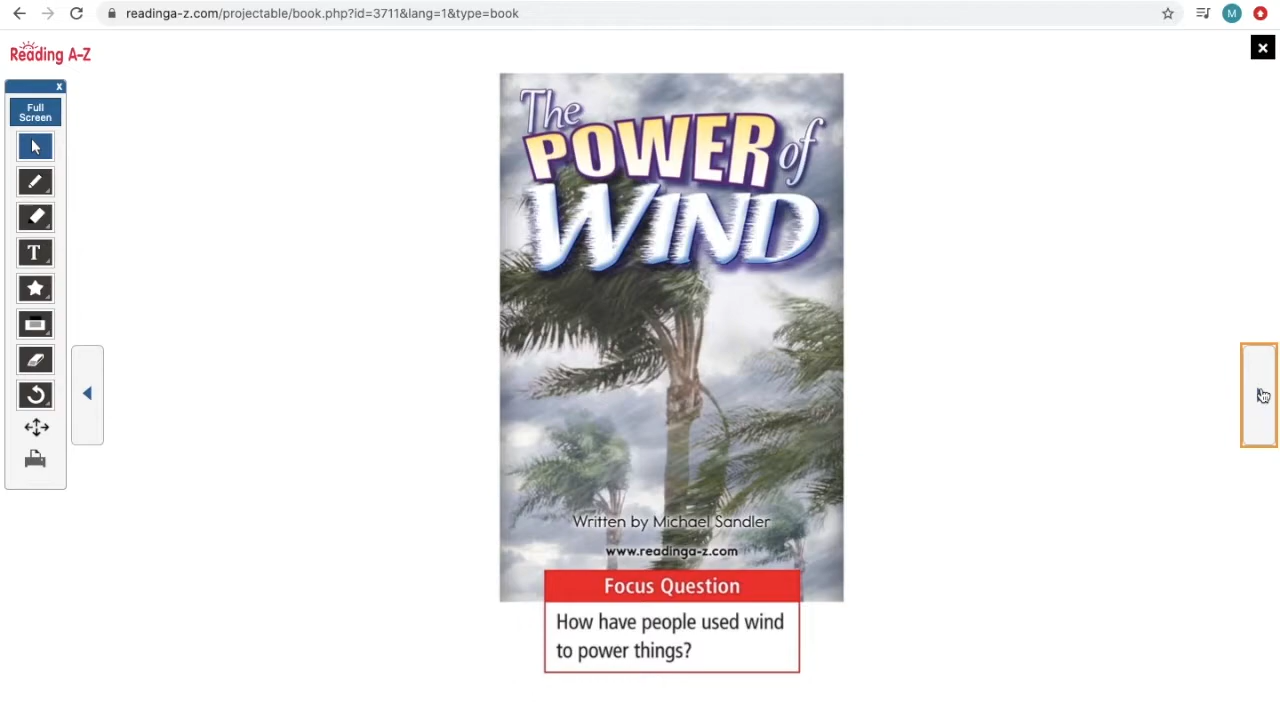 readinga-z.com/projectable/book.php?id=3711&lang=1&type=book
M
Reading A-Z
x
Full
Screen
T
The
POWER of
WIND
Written by Michael Sandler
www.readinga-z.com
Focus Question
How have people used wind
to power things?